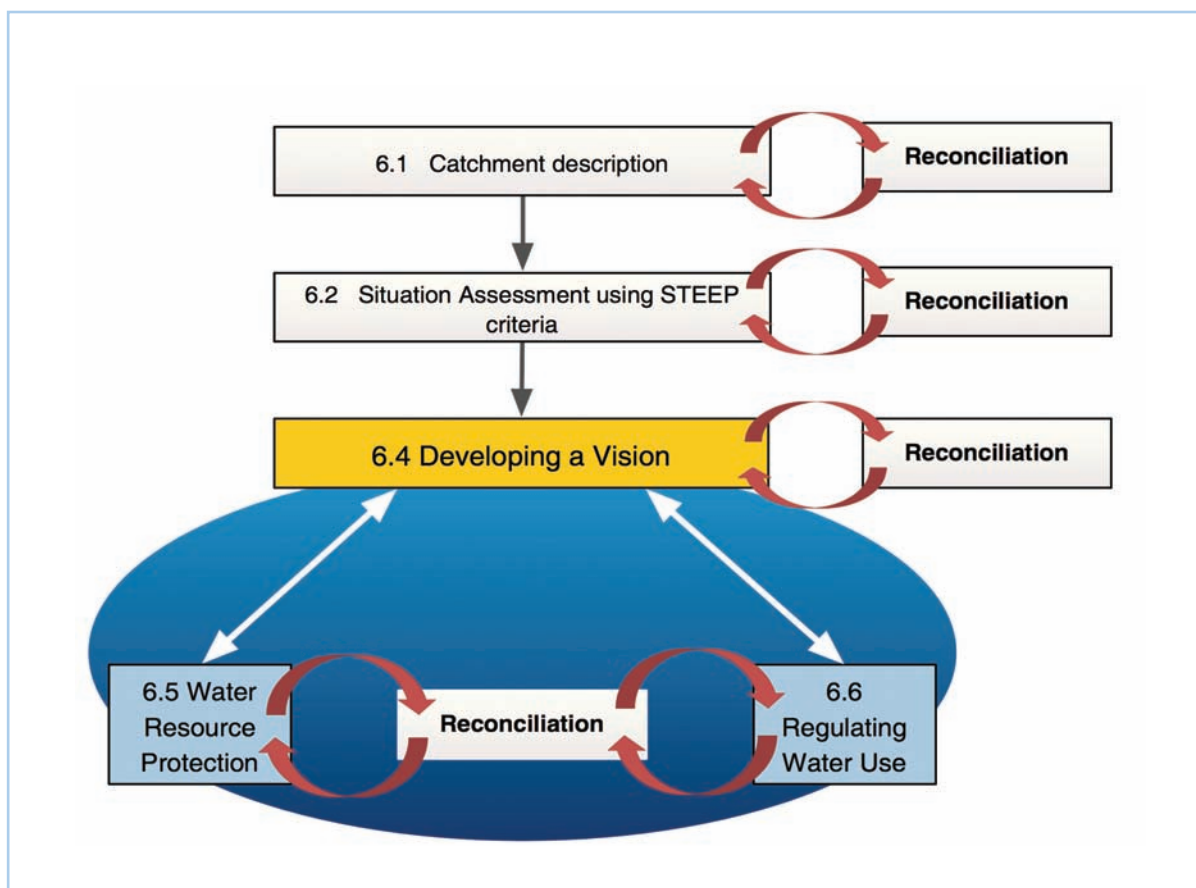 6.1 Catchment description
Reconciliation
6.2 Situation Assessment using STEEP
criteria
Reconciliation
6.4 Developing a Vision
Reconciliation
6.5 Water
Resource
Protection
Reconciliation
6.6
Regulating
Water Use